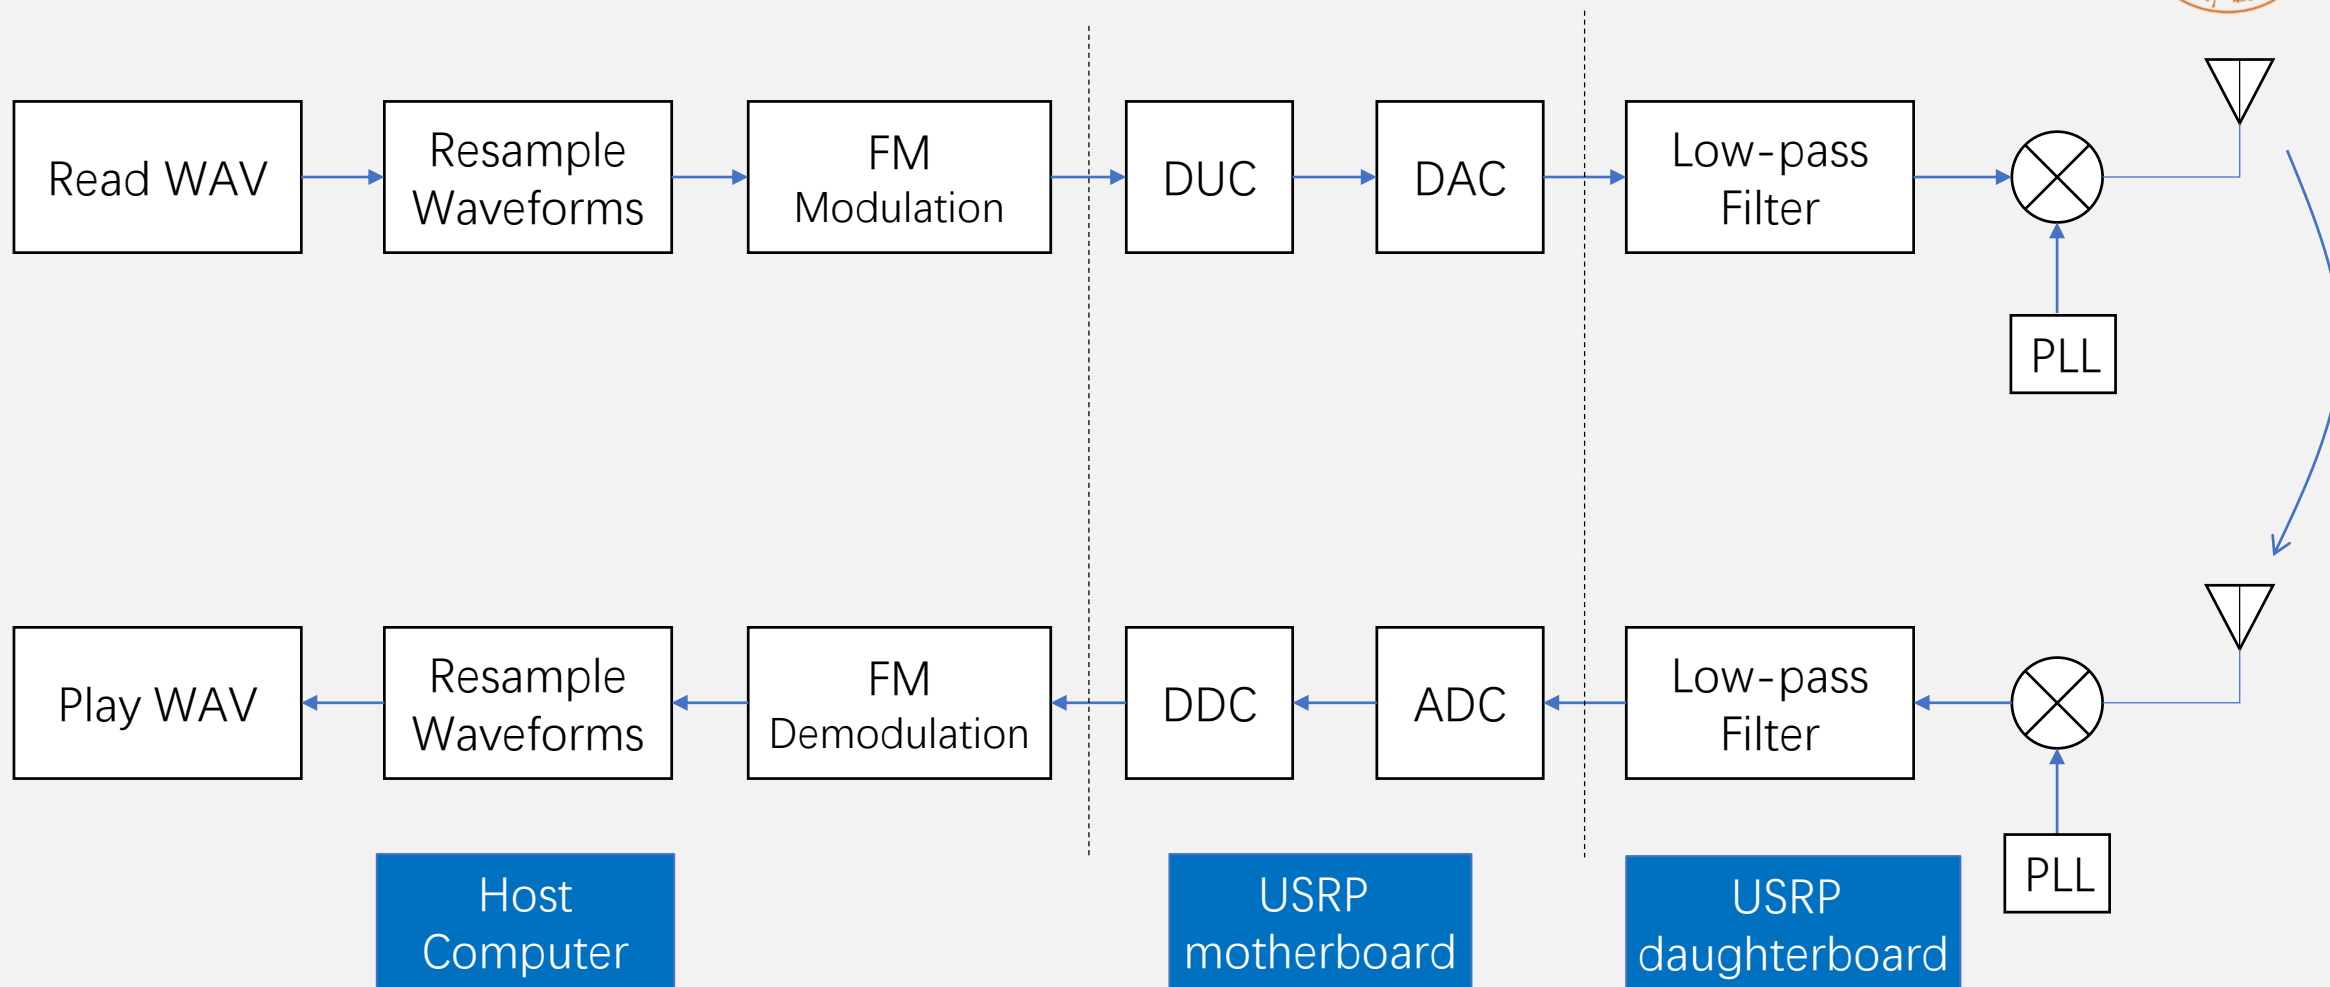 Read WAV
Resample
Waveforms
FM
Modulation
DUC
DAC
Low-pass
Filter
PLL
Play WAV
Resample
Waveforms
FM
Demodulation
DDC
ADC
Low-pass
Filter
PLL
Host
Computer
USRP
motherboard
USRP
daughterboard